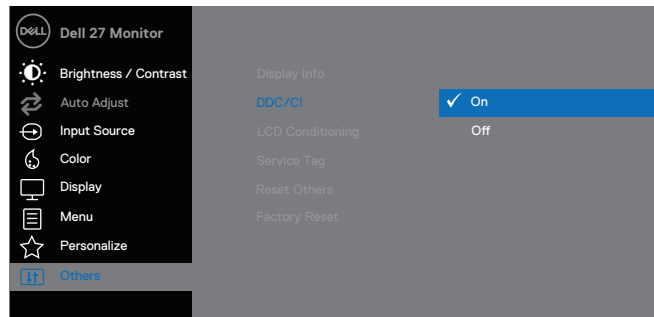 DELL Dell 27 Monitor
Brightness / Contrast
Auto Adjust
Input Source
Color
Display
Menu
Personalize
Others
Display Info
DDC/CI
LCD Conditioning
Service Tag
Reset Others
Factory Reset
On
Off